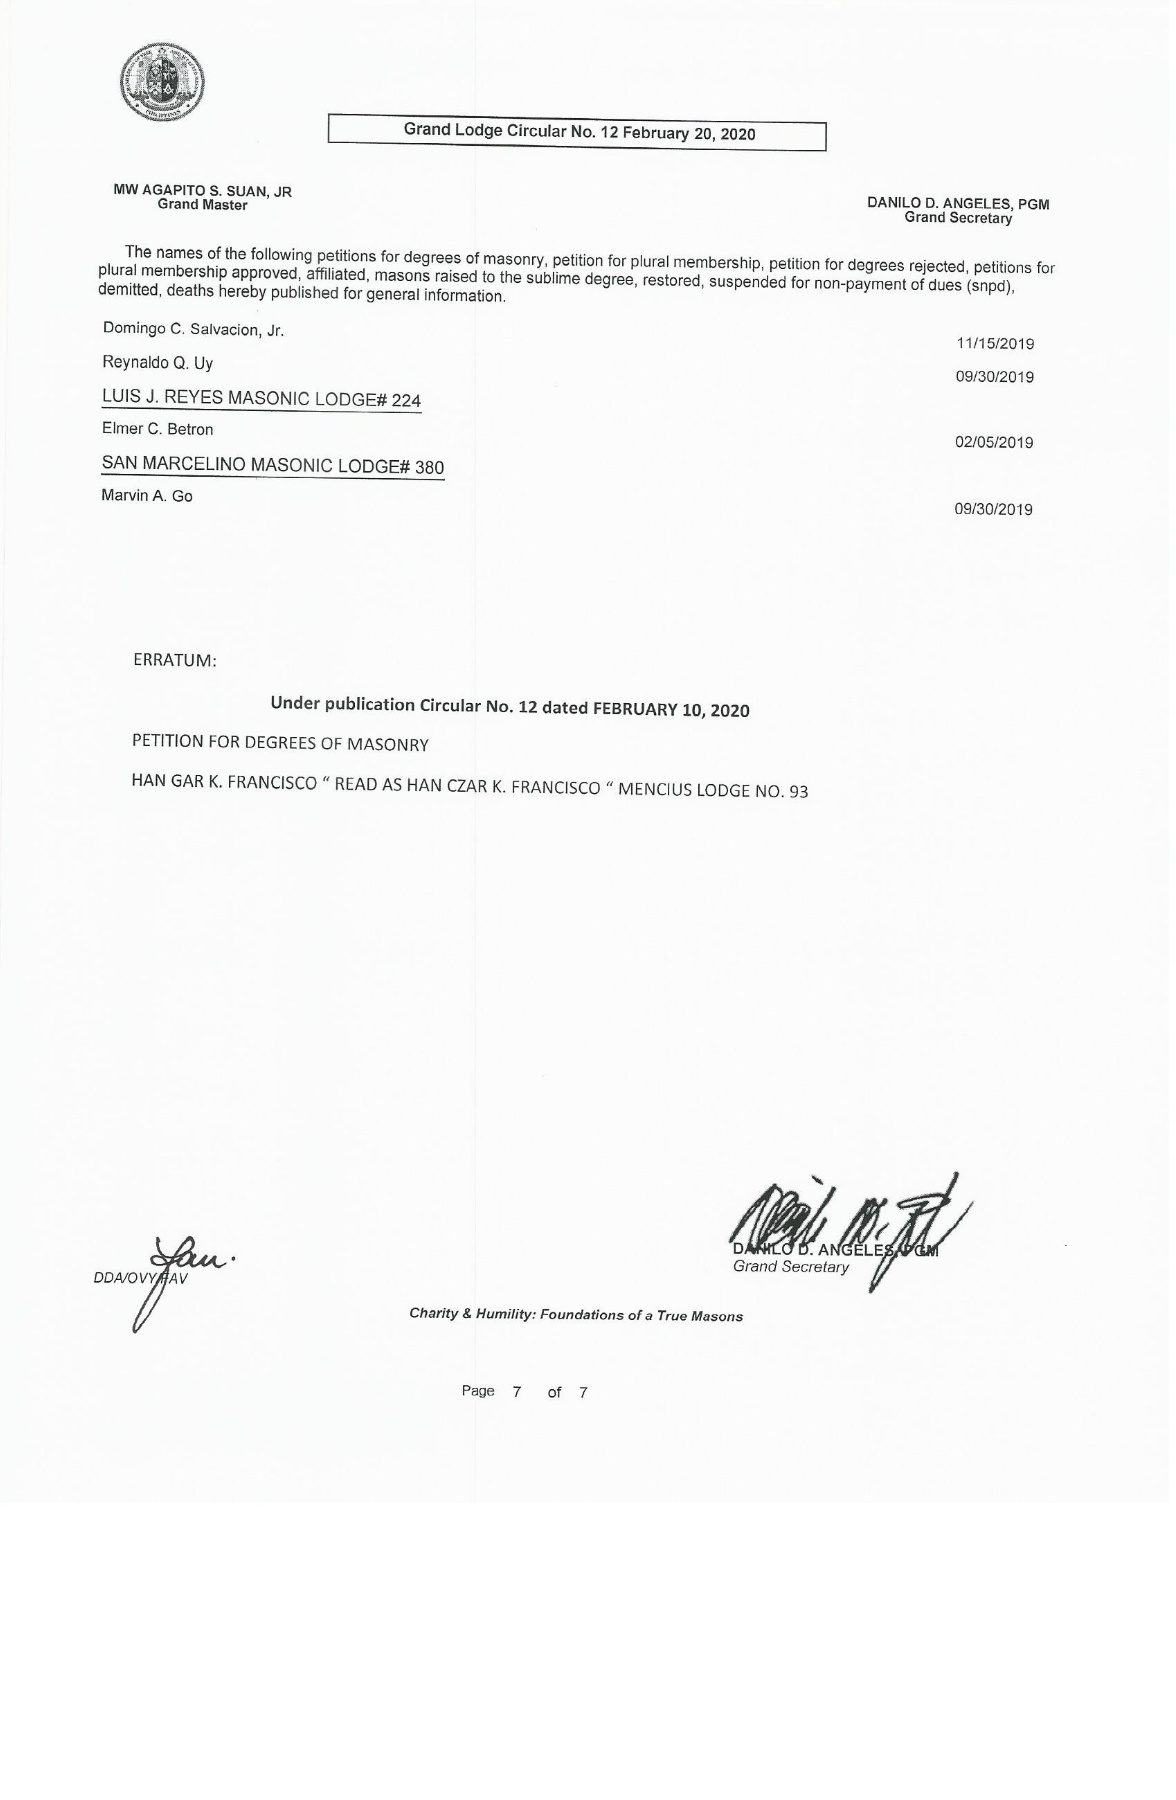 PHILIPPINES
Grand Lodge Circular No. 12 February 20, 2020
MW AGAPITO S. SUAN, JR
Grand Master
DANILO D. ANGELES, PGM
Grand Secretary
The names of the following petitions for degrees of masonry, petition for plural membership, petition for degrees rejected, petitions for
plural membership approved, affiliated, masons raised to the sublime degree, restored, suspended for non-payment of dues (snpd),
demitted, deaths hereby published for general information.
Domingo C. Salvacion, Jr. 11/15/2019
Reynaldo Q. Uy 09/30/2019
LUIS J. REYES MASONIC LODGE# 224
Elmer C. Betron 02/05/2019
SAN MARCELINO MASONIC LODGE# 380
Marvin A. Go 09/30/2019
ERRATUM:
Under publication Circular No. 12 dated FEBRUARY 10, 2020
PETITION FOR DEGREES OF MASONRY
HAN GAR K. FRANCISCO “ READ AS HAN CZAR K. FRANCISCO “ MENCIUS LODGE NO. 93
DANILO D. ANGELES, PGM
Grand Secretary
DDA/OVY/FAV
Charity & Humility: Foundations of a True Masons
Page 7 of 7